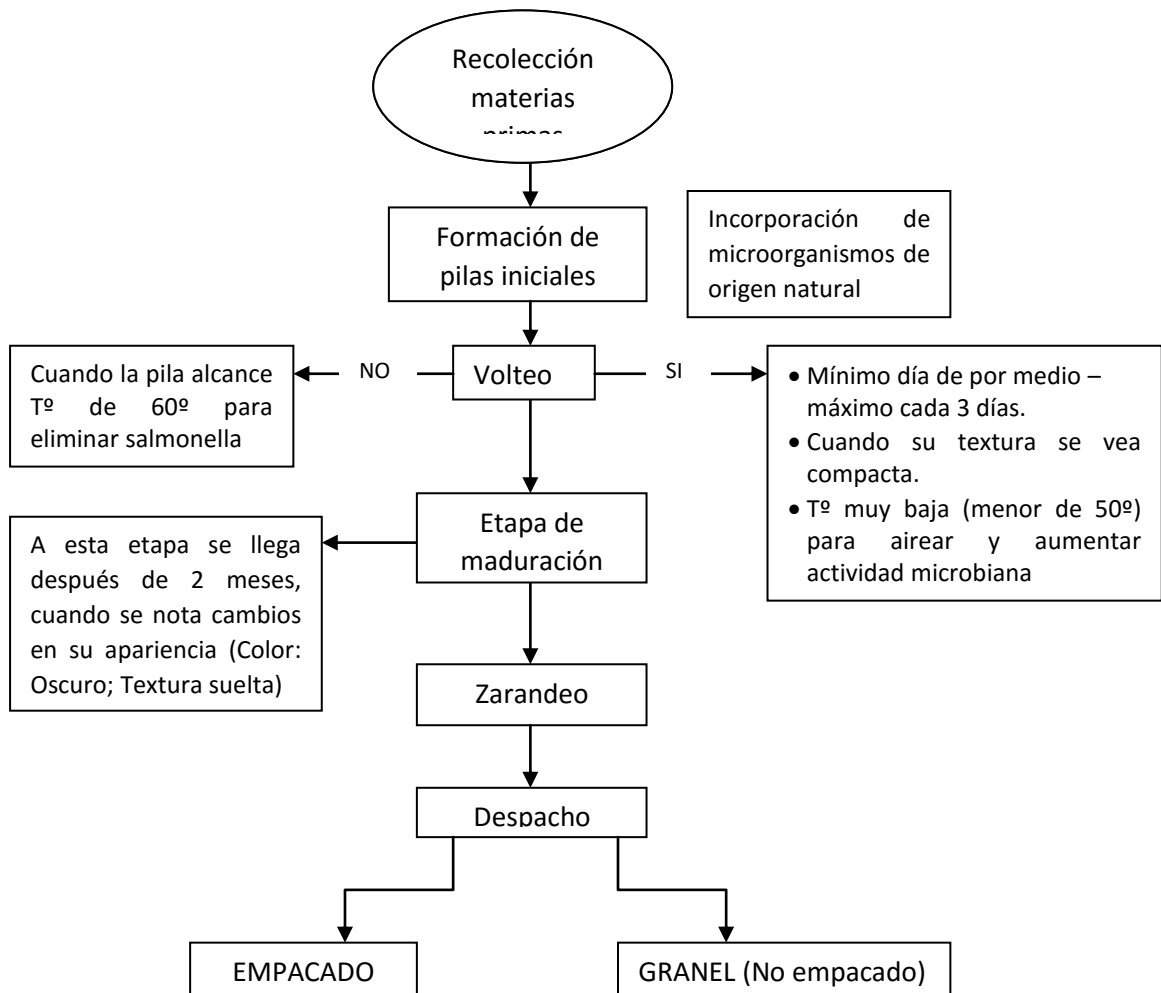 Recolección
materias
primas
Formación de
pilas iniciales
Incorporación de
microorganismos de
origen natural
Cuando la pila alcance
Tº de 60º para
eliminar salmonella
NO
Volteo
SI
• Mínimo día de por medio –
máximo cada 3 días.
• Cuando su textura se vea
compacta.
• Tº muy baja (menor de 50º)
para airear y aumentar
actividad microbiana
Etapa de
maduración
A esta etapa se llega
después de 2 meses,
cuando se nota cambios
en su apariencia (Color:
Oscuro; Textura suelta)
Zarandeo
Despacho
EMPACADO
GRANEL (No empacado)